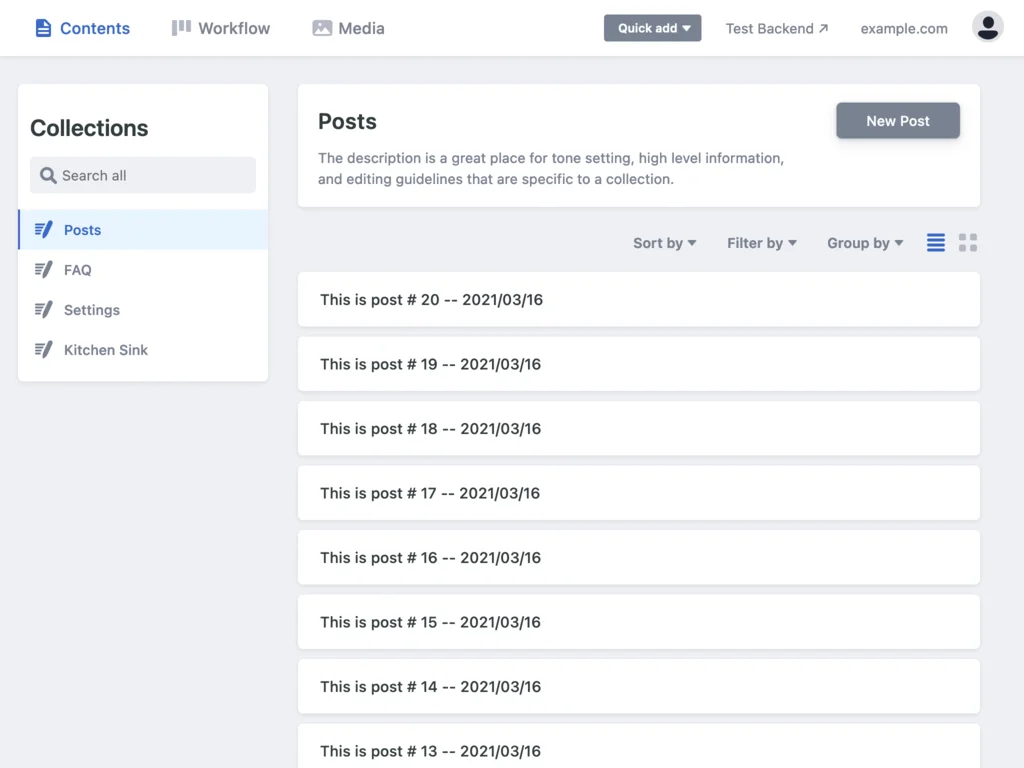 Contents
Workflow
Media
Quick add
Test Backend ↗
example.com
Collections
Search all
Posts
FAQ
Settings
Kitchen Sink
Posts
New Post
The description is a great place for tone setting, high level information,
and editing guidelines that are specific to a collection.
Sort by
Filter by
Group by
This is post # 20 -- 2021/03/16
This is post # 19 -- 2021/03/16
This is post # 18 -- 2021/03/16
This is post # 17 -- 2021/03/16
This is post # 16 -- 2021/03/16
This is post # 15 -- 2021/03/16
This is post # 14 -- 2021/03/16
This is post # 13 -- 2021/03/16